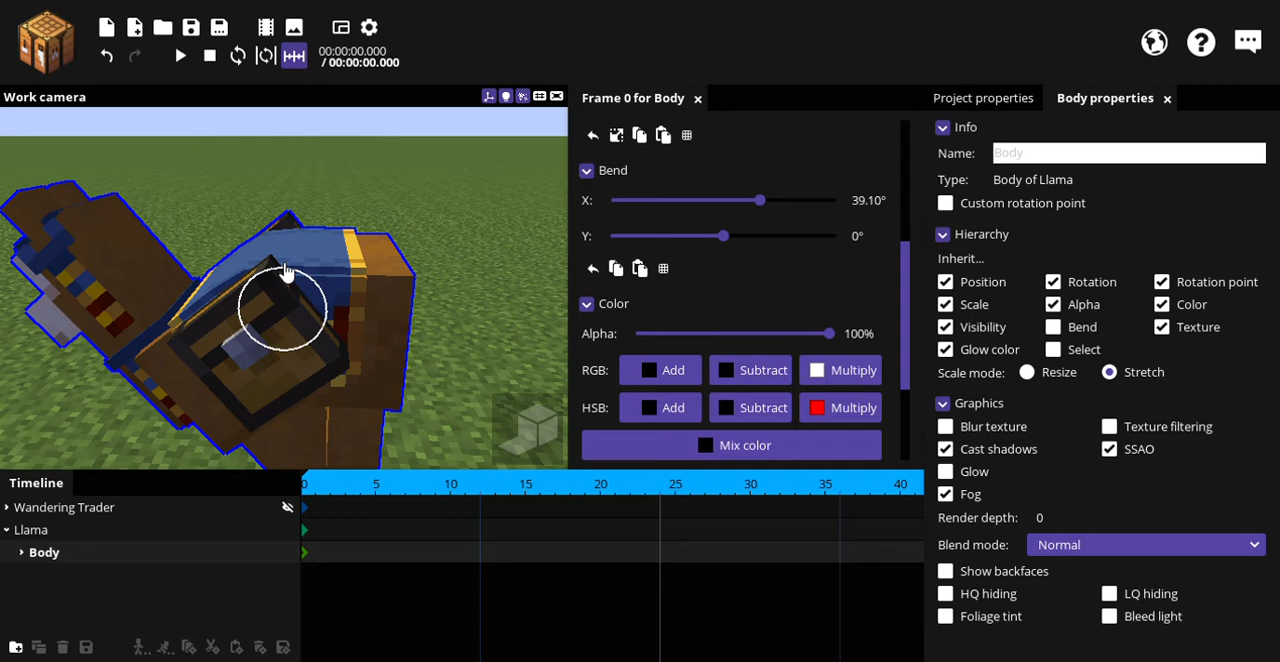 00:00:00.000
/ 00:00:00.000
Work camera
Frame 0 for Body
Project properties
Body properties
Bend
X: 39.10°
Y: 0°
Color
Alpha: 100%
RGB: Add Subtract Multiply
HSB: Add Subtract Multiply
Mix color
Info
Name: Body
Type: Body of Llama
Custom rotation point
Hierarchy
Inherit...
Position Rotation Rotation point
Scale Alpha Color
Visibility Bend Texture
Glow color Select
Scale mode: Resize Stretch
Graphics
Blur texture Texture filtering
Cast shadows SSAO
Glow
Fog
Render depth: 0
Blend mode: Normal
Show backfaces
HQ hiding LQ hiding
Foliage tint Bleed light
Timeline
0 5 10 15 20 25 30 35 40
Wandering Trader
Llama
Body